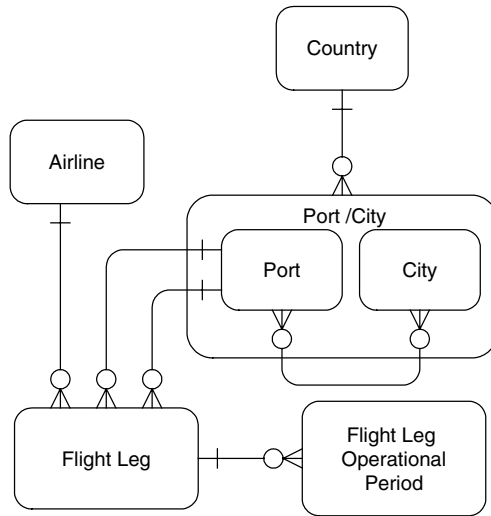 Country
Airline
Port /City
Port
City
Flight Leg
Flight Leg
Operational
Period